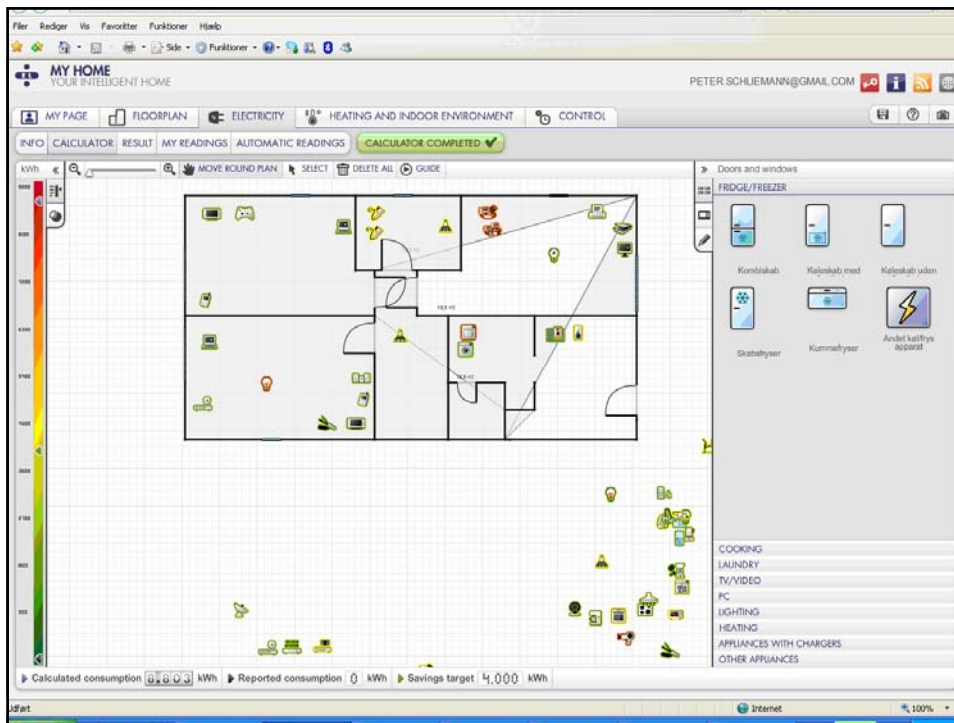 Filer Rediger Vis Favoritter Funktioner Hjælp
Side Funktioner
MY HOME
YOUR INTELLIGENT HOME
PETER.SCHLIEMANN@GMAIL.COM
MY PAGE FLOORPLAN ELECTRICITY HEATING AND INDOOR ENVIRONMENT CONTROL
INFO CALCULATOR RESULT MY READINGS AUTOMATIC READINGS CALCULATOR COMPLETED
kWh MOVE ROUND PLAN SELECT DELETE ALL GUIDE
Doors and windows
FRIDGE/FREEZER
Kombiskab Køleskab med Køleskab uden
Skabsfryser Kummefryser Andet køl/frys
apparat
COOKING
LAUNDRY
TV/VIDEO
PC
LIGHTING
HEATING
APPLIANCES WITH CHARGERS
OTHER APPLIANCES
Calculated consumption 8.803 kWh Reported consumption 0 kWh Savings target 4.000 kWh
Udført Internet 100%